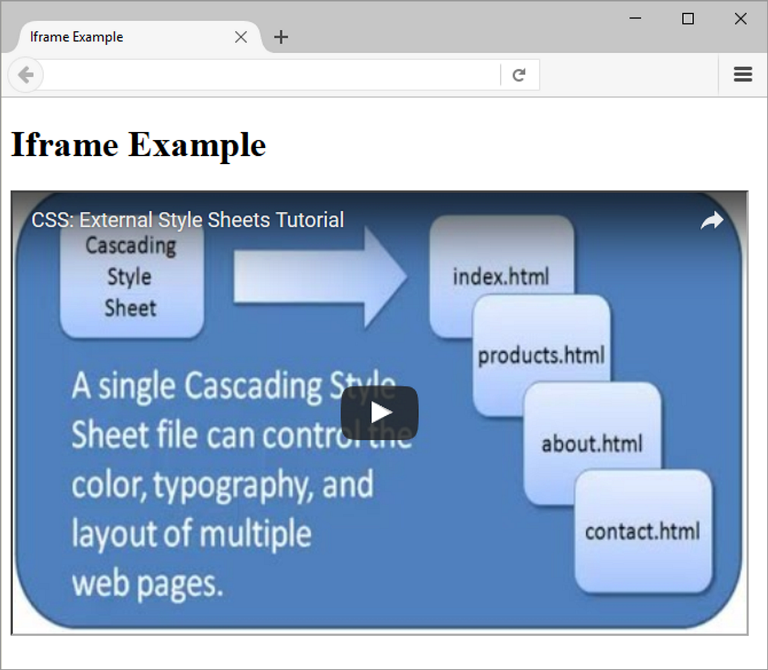 Iframe Example
Iframe Example
CSS: External Style Sheets Tutorial
Cascading
Style
Sheet
index.html
products.html
about.html
contact.html
A single Cascading Style
Sheet file can control the
color, typography, and
layout of multiple
web pages.